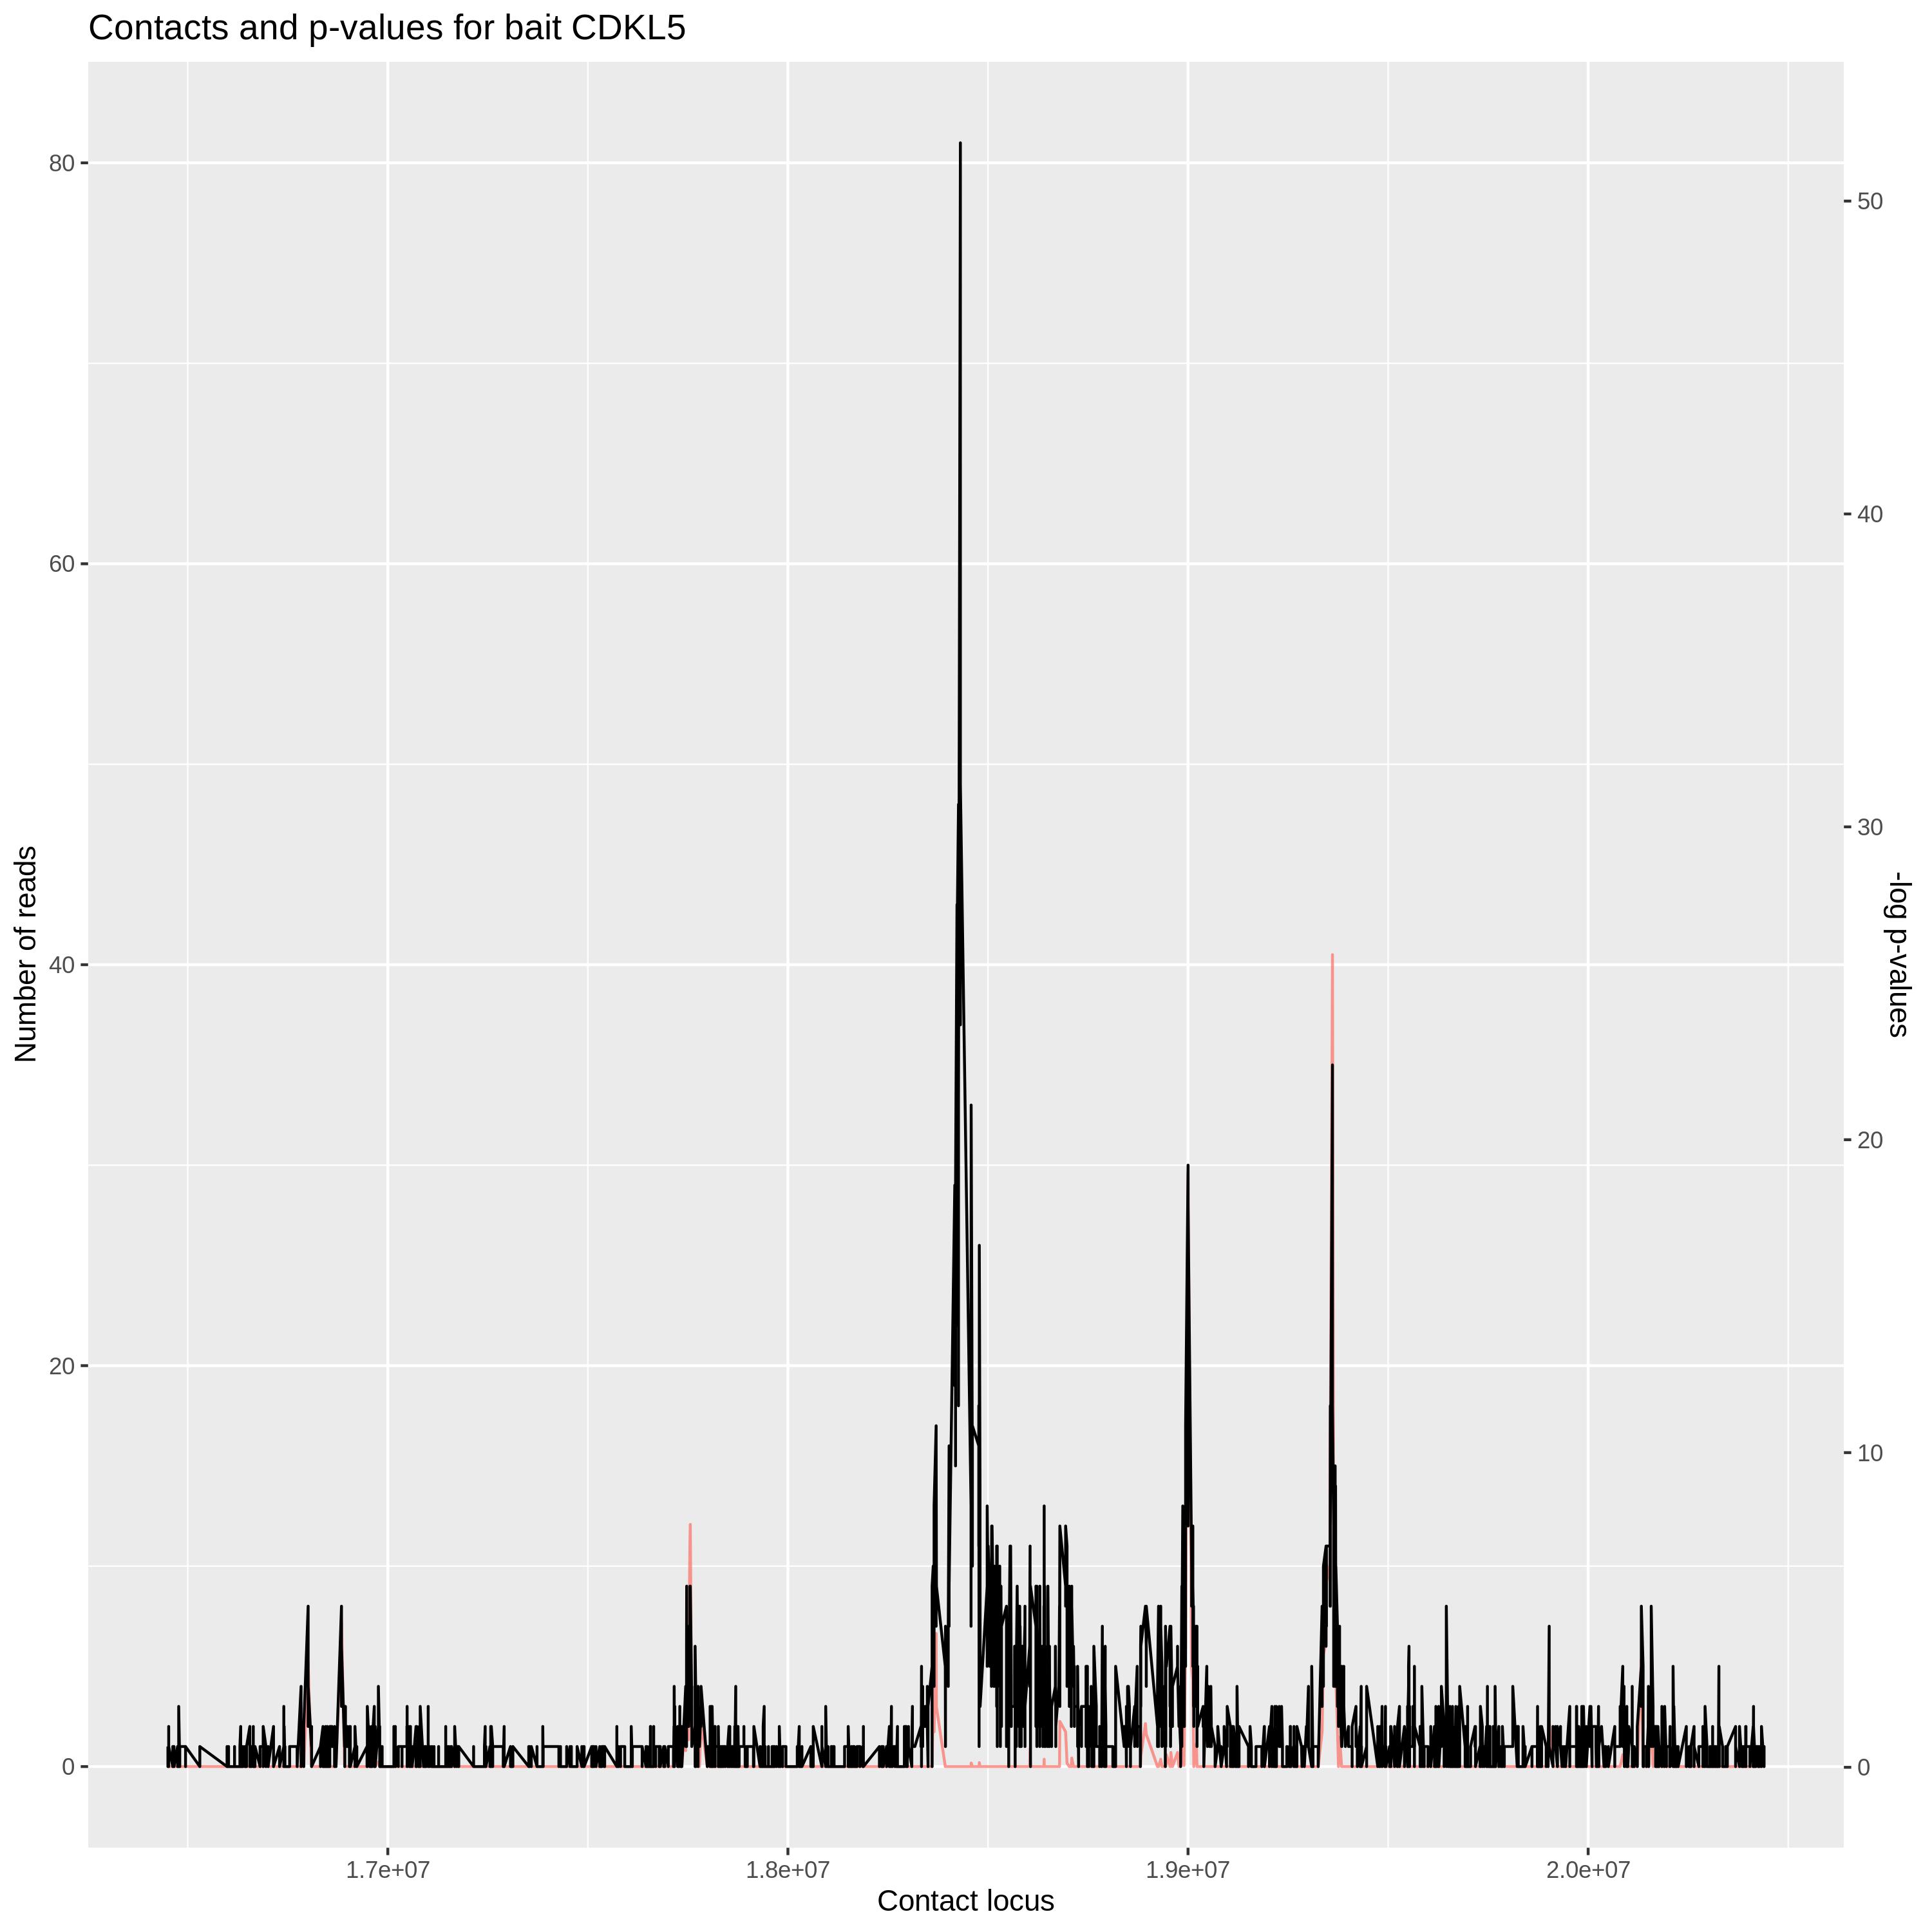 Contacts and p-values for bait CDKL5
80
60
40
20
0
Number of reads
50
40
30
20
10
0
-log p-values
1.7e+07
1.8e+07
1.9e+07
2.0e+07
Contact locus